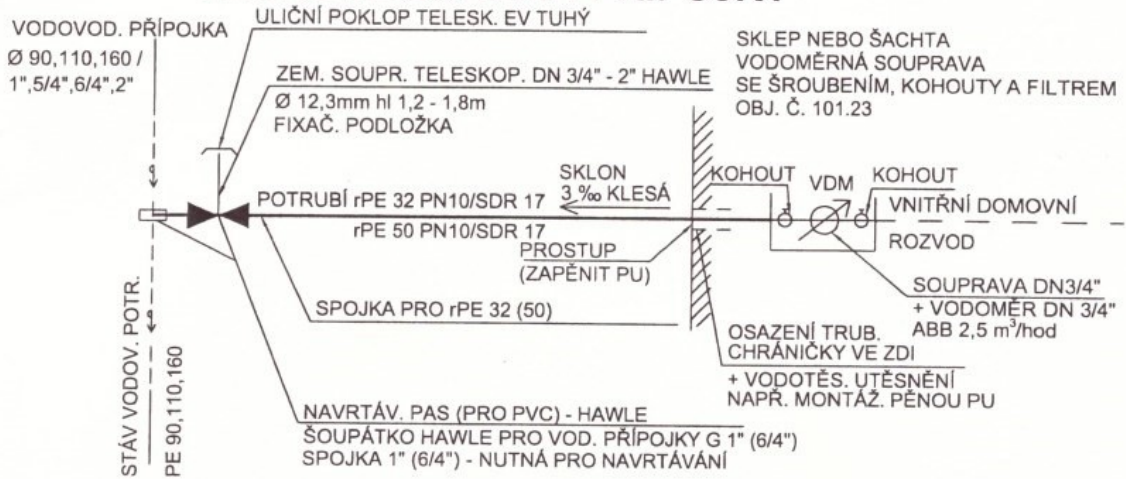 VODOVOD. PŘÍPOJKA
Ø 90,110,160 /
1",5/4",6/4",2"
ULIČNÍ POKLOP TELESK. EV TUHÝ
ZEM. SOUPR. TELESKOP. DN 3/4" - 2" HAWLE
Ø 12,3mm hl 1,2 - 1,8m
FIXAČ. PODLOŽKA
SKLEP NEBO ŠACHTA
VODOMĚRNÁ SOUPRAVA
SE ŠROUBENÍM, KOHOUTY A FILTREM
OBJ. Č. 101.23
SKLON
3 ‰ KLESÁ
KOHOUT
VDM
KOHOUT
POTRUBÍ rPE 32 PN10/SDR 17
rPE 50 PN10/SDR 17
VNITŘNÍ DOMOVNÍ
ROZVOD
PROSTUP
(ZAPĚNIT PU)
SPOJKA PRO rPE 32 (50)
SOUPRAVA DN3/4"
+ VODOMĚR DN 3/4"
ABB 2,5 m³/hod
OSAZENÍ TRUB.
CHRÁNIČKY VE ZDI
+ VODOTĚS. UTĚSNĚNÍ
NAPŘ. MONTÁŽ. PĚNOU PU
STÁV VODOV. POTR.
PE 90,110,160
NAVRTÁV. PAS (PRO PVC) - HAWLE
ŠOUPÁTKO HAWLE PRO VOD. PŘÍPOJKY G 1" (6/4")
SPOJKA 1" (6/4") - NUTNÁ PRO NAVRTÁVÁNÍ